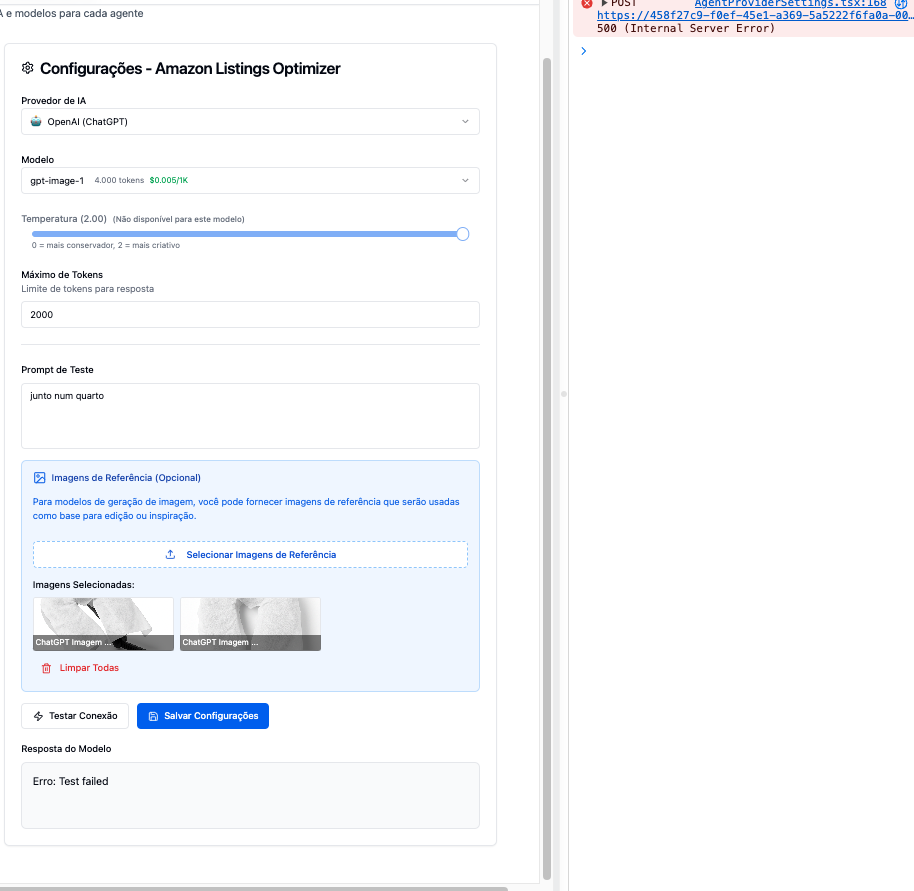 A e modelos para cada agente
Configurações - Amazon Listings Optimizer
Provedor de IA
OpenAI (ChatGPT)
Modelo
gpt-image-1 4.000 tokens $0.005/1K
Temperatura (2.00) (Não disponível para este modelo)
0 = mais conservador, 2 = mais criativo
Máximo de Tokens
Limite de tokens para resposta
2000
Prompt de Teste
junto num quarto
Imagens de Referência (Opcional)
Para modelos de geração de imagem, você pode fornecer imagens de referência que serão usadas
como base para edição ou inspiração.
Selecionar Imagens de Referência
Imagens Selecionadas:
ChatGPT Imagem ... ChatGPT Imagem ...
Limpar Todas
Testar Conexão Salvar Configurações
Resposta do Modelo
Erro: Test failed
POST AgentProviderSettings.tsx:168
https://458f27c9-f0ef-45e1-a369-5a5222f6fa0a-00…
500 (Internal Server Error)